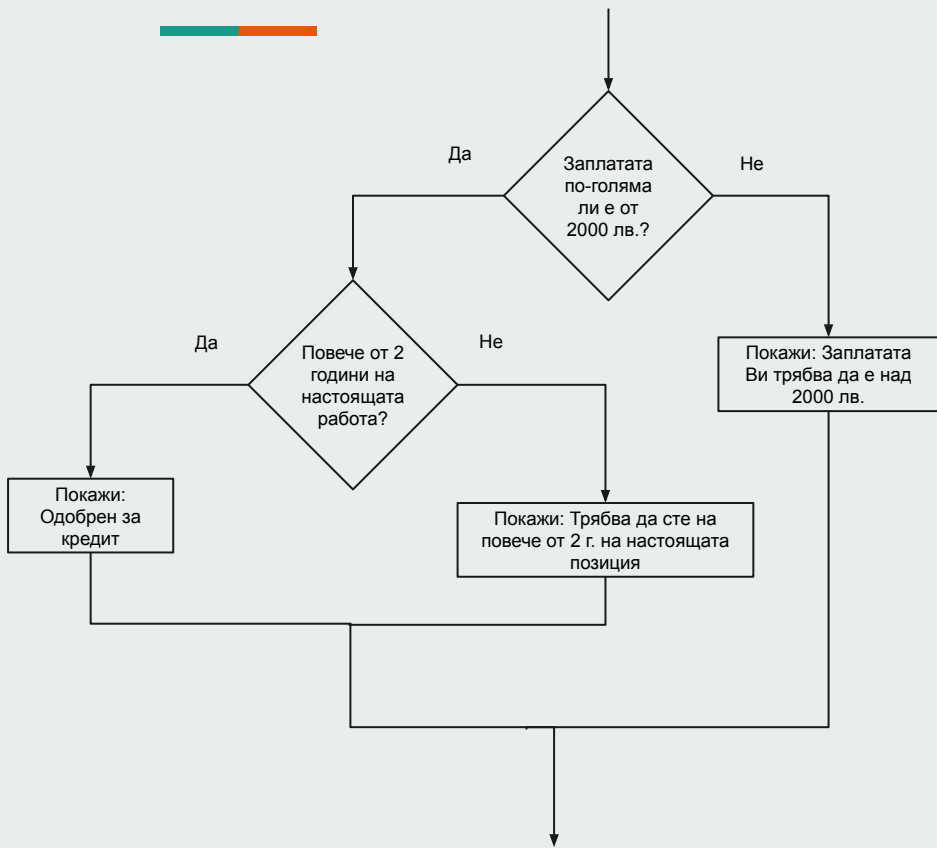 Да
Заплатата
по-голяма
ли е от
2000 лв.?
Не
Да
Повече от 2
години на
настоящата
работа?
Не
Покажи: Заплатата
Ви трябва да е над
2000 лв.
Покажи:
Одобрен за
кредит
Покажи: Трябва да сте на
повече от 2 г. на настоящата
позиция